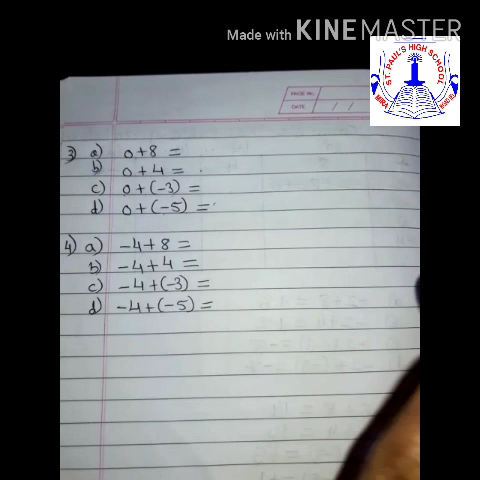 Made with KINEMASTER
ST. PAUL'S HIGH SCHOOL
PAGE No.
DATE / /
3) a) 0+8 =
b) 0+4 =
c) 0+(-3) =
d) 0+(-5) =
4) a) -4+8 =
b) -4+4 =
c) -4+(-3) =
d) -4+(-5) =